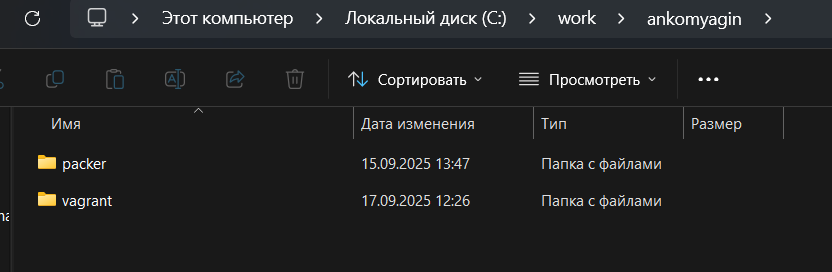 Этот компьютер > Локальный диск (C:) > work > ankomyagin >
Сортировать Просмотреть ...
Имя Дата изменения Тип Размер
packer 15.09.2025 13:47 Папка с файлами
vagrant 17.09.2025 12:26 Папка с файлами